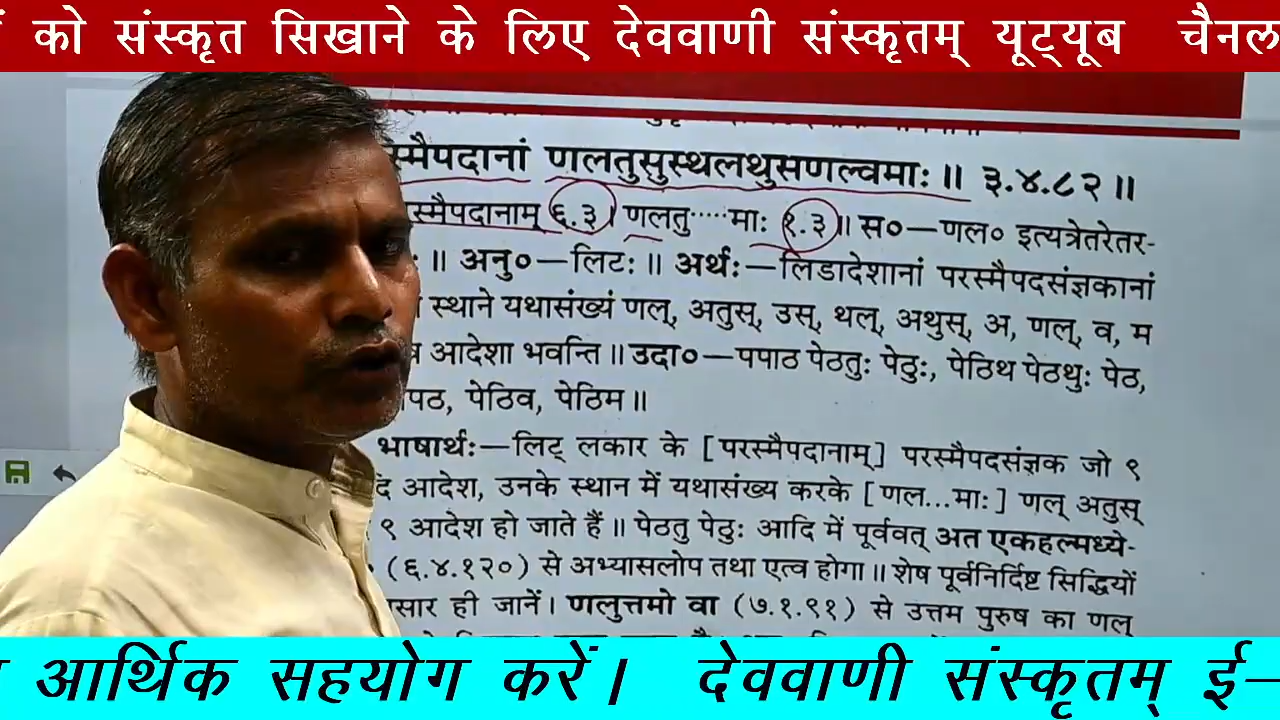 को संस्कृत सिखाने के लिए देववाणी संस्कृतम् यूट्यूब चैनल
स्मैपदानां णलतुसुस्थलथुसणल्वमाः ॥ ३.४.८२ ॥
रस्मैपदानाम् ६.३। णलतु.....माः १.३ ॥ स०—णल० इत्यत्रेतरेतर-
॥ अनु०—लिटः ॥ अर्थः—लिडादेशानां परस्मैपदसंज्ञकानां
स्थाने यथासंख्यं णल्, अतुस्, उस्, थल्, अथुस्, अ, णल्, व, म
आदेशा भवन्ति ॥ उदा०—पपाठ पेठतुः पेठुः, पेठिथ पेठथुः पेठ,
पपठ, पेठिव, पेठिम ॥
भाषार्थः—लिट् लकार के [परस्मैपदानाम्] परस्मैपदसंज्ञक जो ९
आदेश, उनके स्थान में यथासंख्य करके [णल...माः] णल् अतुस्
९ आदेश हो जाते हैं ॥ पेठतु पेठुः आदि में पूर्ववत् अत एकहल्मध्ये-
(६.४.१२०) से अभ्यासलोप तथा एत्व होगा ॥ शेष पूर्वनिर्दिष्ट सिद्धियों
सार ही जानें। णलुत्तमो वा (७.१.९१) से उत्तम पुरुष का णल्
आर्थिक सहयोग करें। देववाणी संस्कृतम् ई–